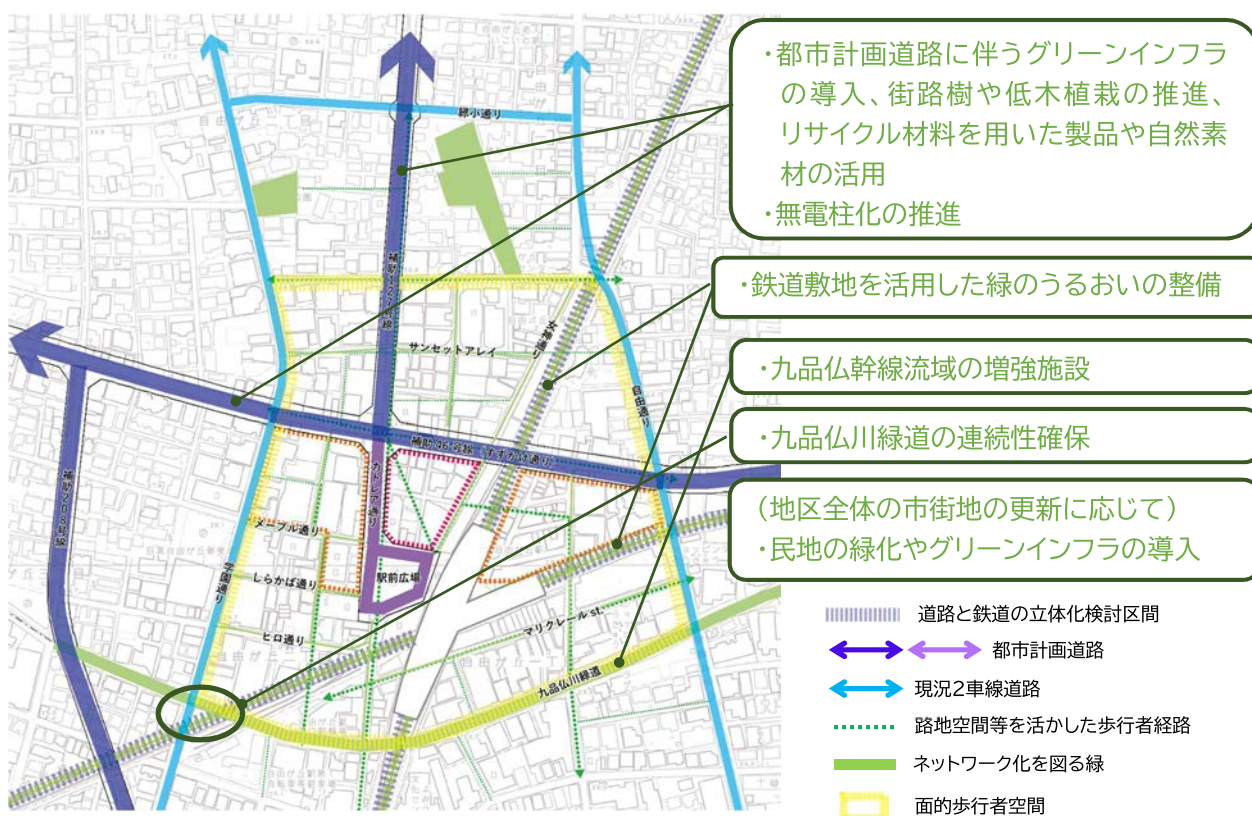 ・都市計画道路に伴うグリーンインフラ
の導入、街路樹や低木植栽の推進、
リサイクル材料を用いた製品や自然素
材の活用
・無電柱化の推進
・鉄道敷地を活用した緑のうるおいの整備
・九品仏幹線流域の増強施設
・九品仏川緑道の連続性確保
（地区全体の市街地の更新に応じて）
・民地の緑化やグリーンインフラの導入
道路と鉄道の立体化検討区間
都市計画道路
現況2車線道路
路地空間等を活かした歩行者経路
ネットワーク化を図る緑
面的歩行者空間
緑小通り
サンセットアレイ
女神通り
自由通り
補助46号線（すずかけ通り）
カトレア通り
補助208号線
メープル通り
しらかば通り
学園通り
駅前広場
ヒロ通り
マリクレール st.
九品仏川緑道